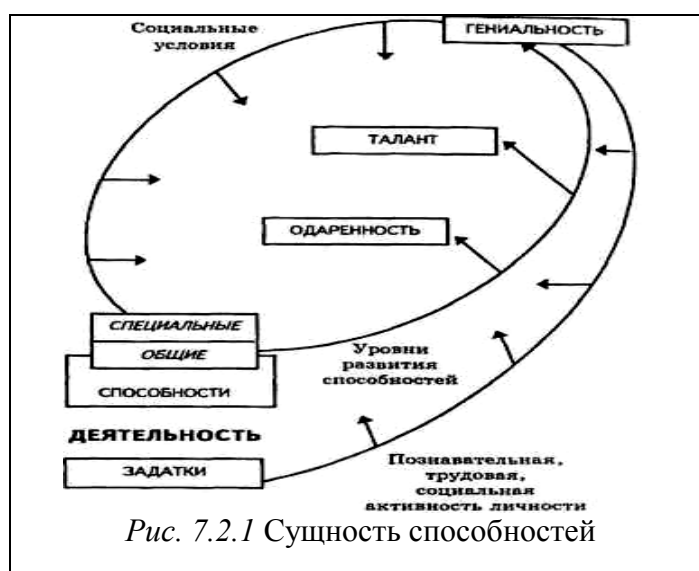 Социальные
условия
ГЕНИАЛЬНОСТЬ
ТАЛАНТ
ОДАРЕННОСТЬ
СПЕЦИАЛЬНЫЕ
ОБЩИЕ
СПОСОБНОСТИ
Уровни
развития
способностей
ДЕЯТЕЛЬНОСТЬ
ЗАДАТКИ
Познавательная,
трудовая,
социальная
активность личности
Рис. 7.2.1 Сущность способностей